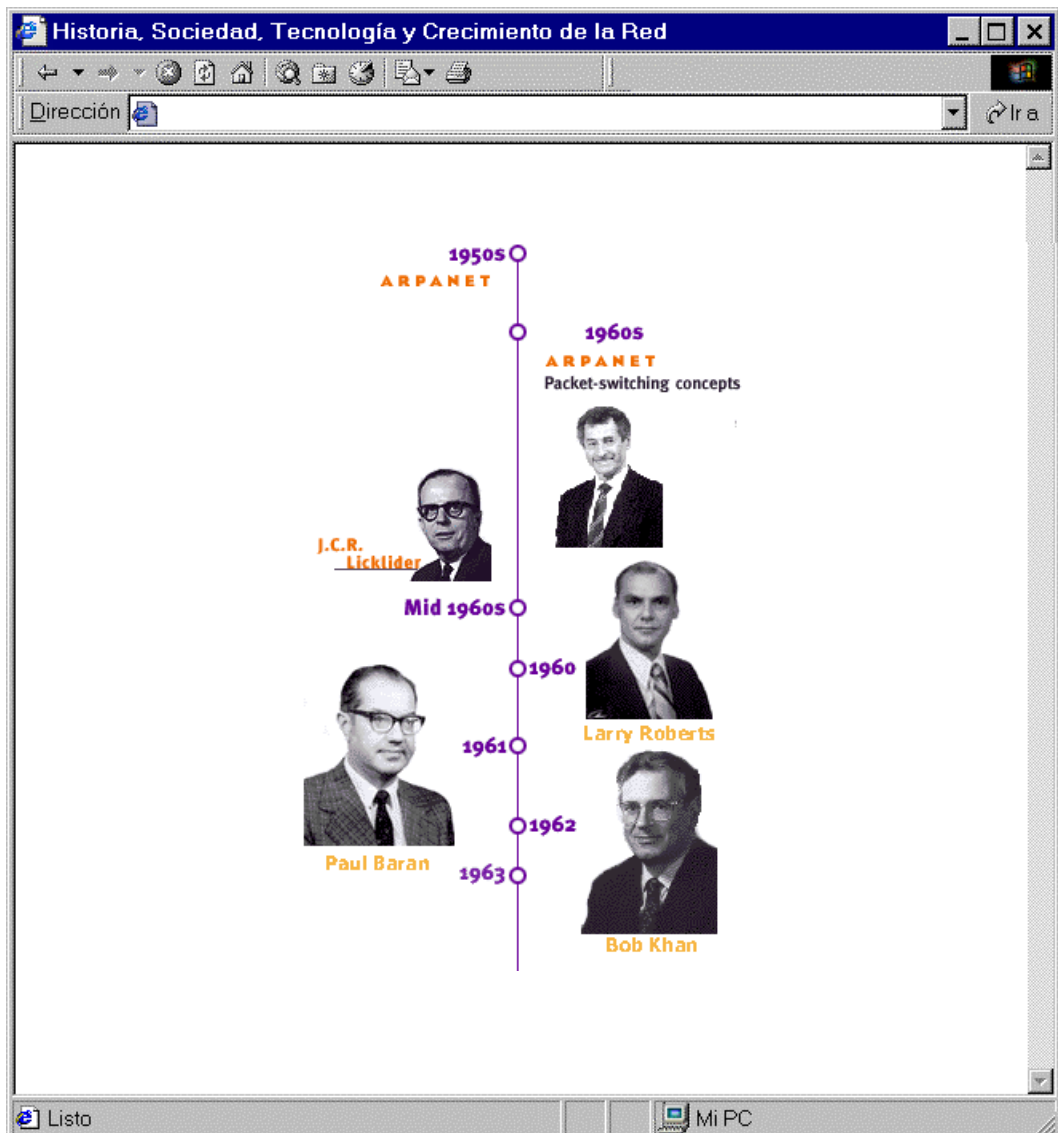 Historia, Sociedad, Tecnología y Crecimiento de la Red
Dirección
Ir a
1950s
ARPANET
1960s
ARPANET
Packet-switching concepts
J.C.R.
Licklider
Mid 1960s
1960
Larry Roberts
1961
1962
Paul Baran
1963
Bob Khan
Listo
Mi PC